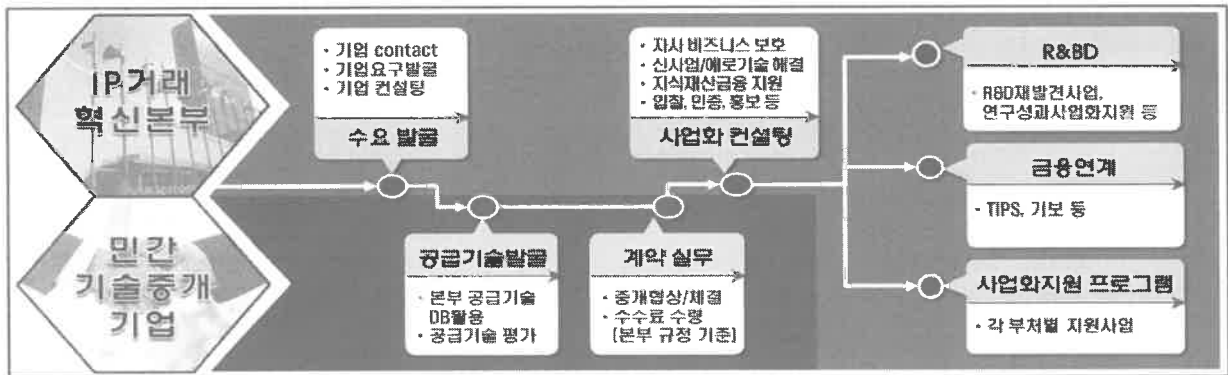 IP거래
혁신본부
민간
기술중개
기업
· 기업 contact
· 기업요구발굴
· 기업 컨설팅
수요 발굴
공급기술발굴
· 본부 공급기술
DB활용
· 공급기술 평가
계약 실무
· 중개협상/체결
· 수수료 수령
(본부 규정 기준)
· 자사 비즈니스 보호
· 신사업/애로기술 해결
· 지식재산금융 지원
· 입찰, 인증, 홍보 등
사업화 컨설팅
R&BD
· R&D재발견사업,
연구성과사업화지원 등
금융연계
· TIPS, 기보 등
사업화지원 프로그램
· 각 부처별 지원사업